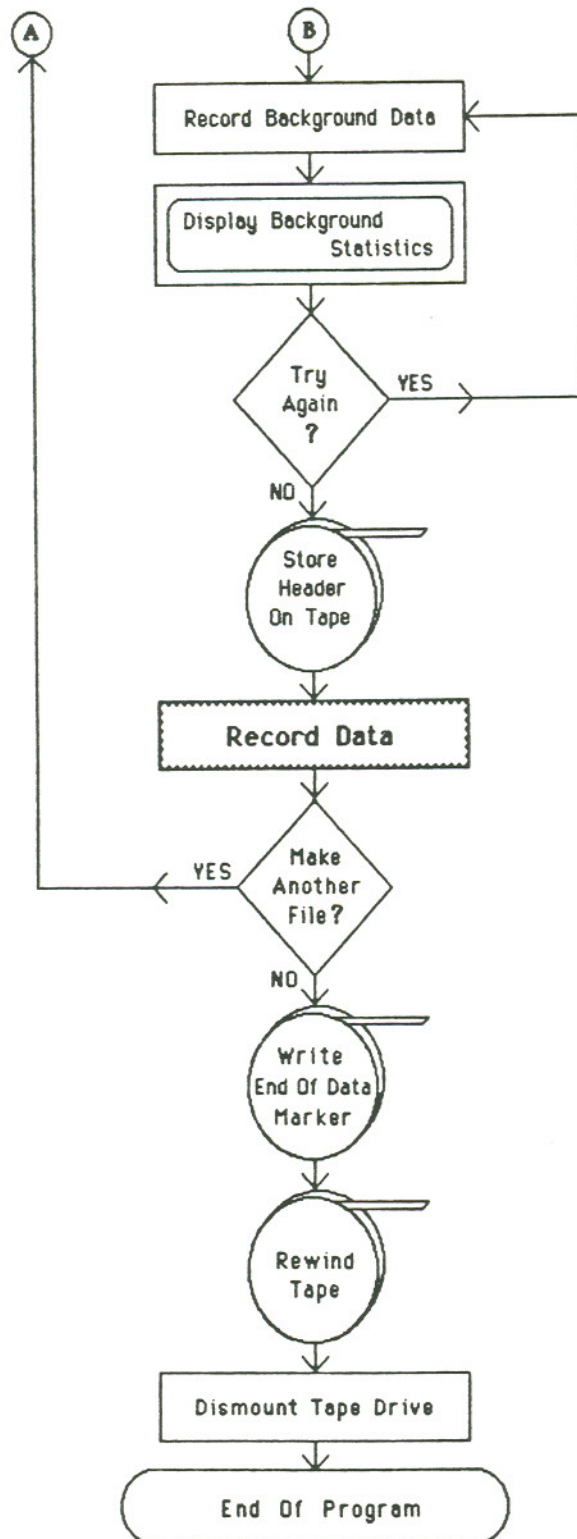 A
B
Record Background Data
Display Background
Statistics
Try
Again
?
YES
NO
Store
Header
On Tape
Record Data
Make
Another
File?
YES
NO
Write
End Of Data
Marker
Rewind
Tape
Dismount Tape Drive
End Of Program